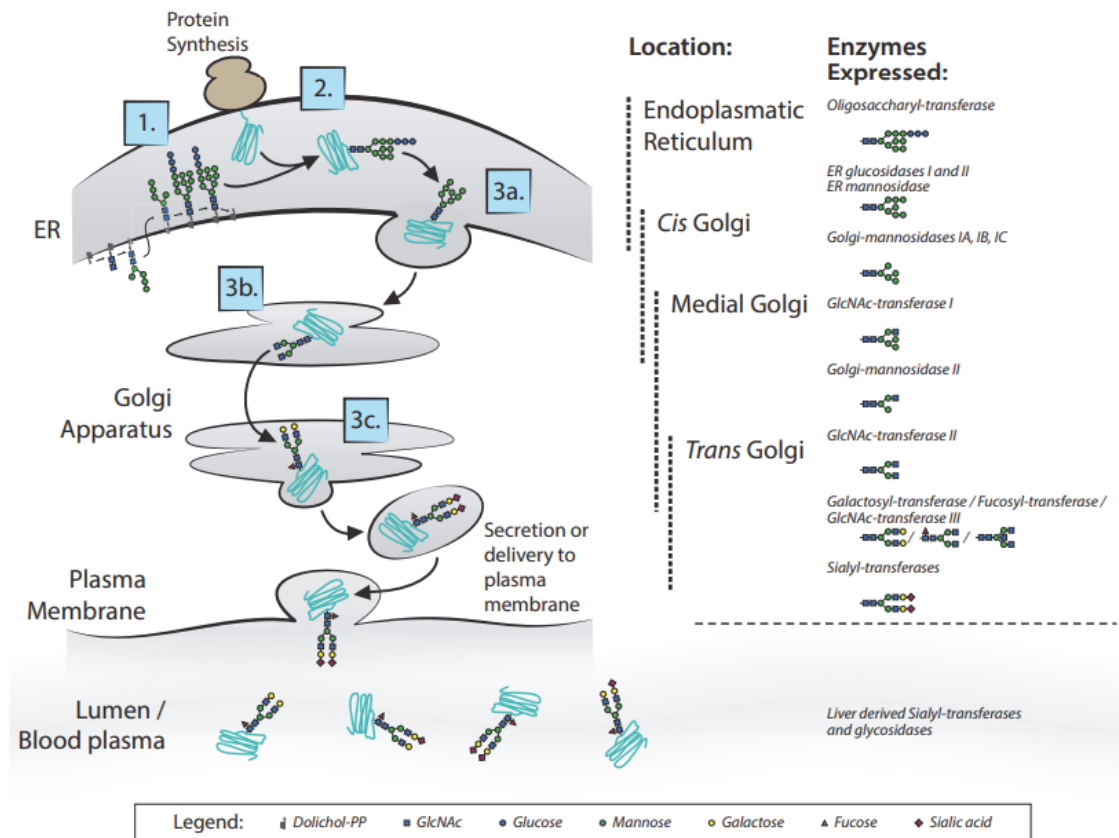 Protein
Synthesis
1.
2.
3a.
ER
3b.
Golgi
Apparatus
3c.
Secretion or
delivery to
plasma
membrane
Plasma
Membrane
Lumen /
Blood plasma
Location:
Endoplasmatic
Reticulum
Cis Golgi
Medial Golgi
Trans Golgi
Enzymes
Expressed:
Oligosaccharyl-transferase
ER glucosidases I and II
ER mannosidase
Golgi-mannosidases IA, IB, IC
GlcNAc-transferase I
Golgi-mannosidase II
GlcNAc-transferase II
Galactosyl-transferase / Fucosyl-transferase /
GlcNAc-transferase III
/ /
Sialyl-transferases
Liver derived Sialyl-transferases
and glycosidases
Legend: Dolichol-PP GlcNAc Glucose Mannose Galactose Fucose Sialic acid